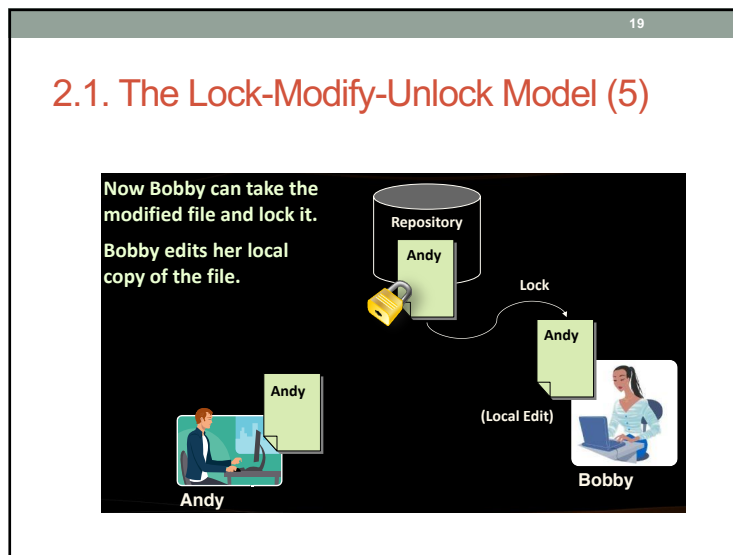 19
2.1. The Lock-Modify-Unlock Model (5)
Now Bobby can take the
modified file and lock it.
Bobby edits her local
copy of the file.
Repository
Andy
Lock
Andy
Andy
(Local Edit)
Andy
Bobby